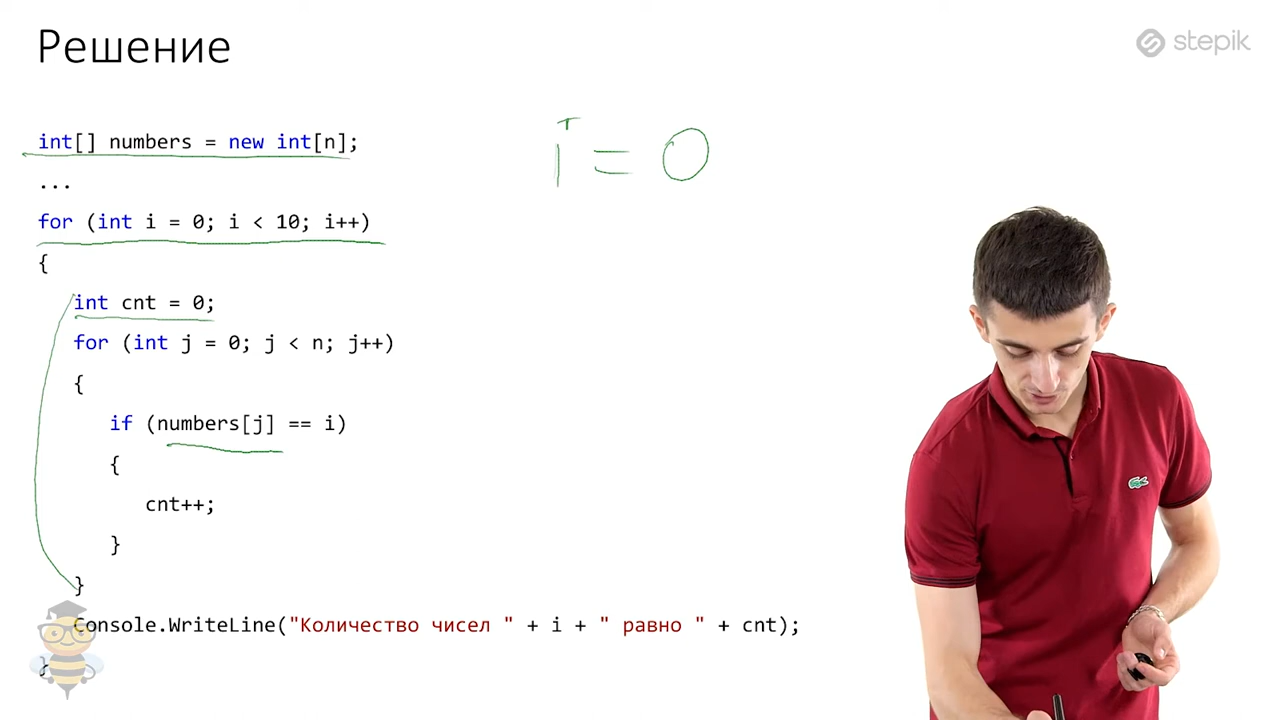 Решение
stepik
int[] numbers = new int[n];
i = 0
...
for (int i = 0; i < 10; i++)
{
int cnt = 0;
for (int j = 0; j < n; j++)
{
if (numbers[j] == i)
{
cnt++;
}
}
Console.WriteLine("Количество чисел " + i + " равно " + cnt);
}